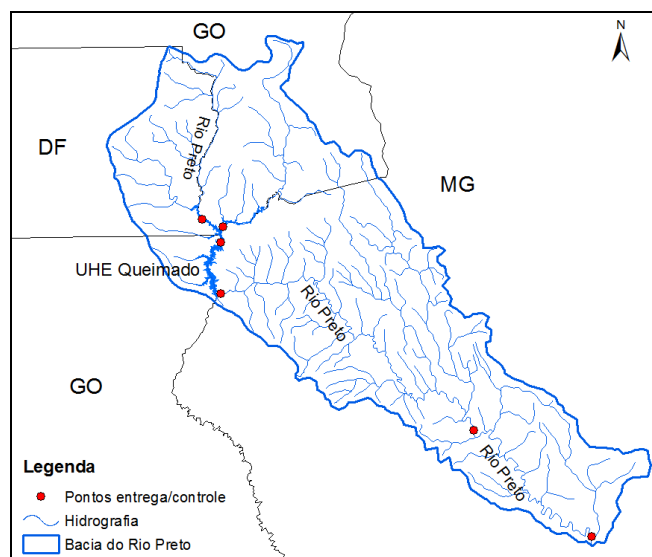 GO
N
DF
Rio Preto
MG
UHE Queimado
Rio Preto
GO
Rio Preto
Legenda
Pontos entrega/controle
Hidrografia
Bacia do Rio Preto